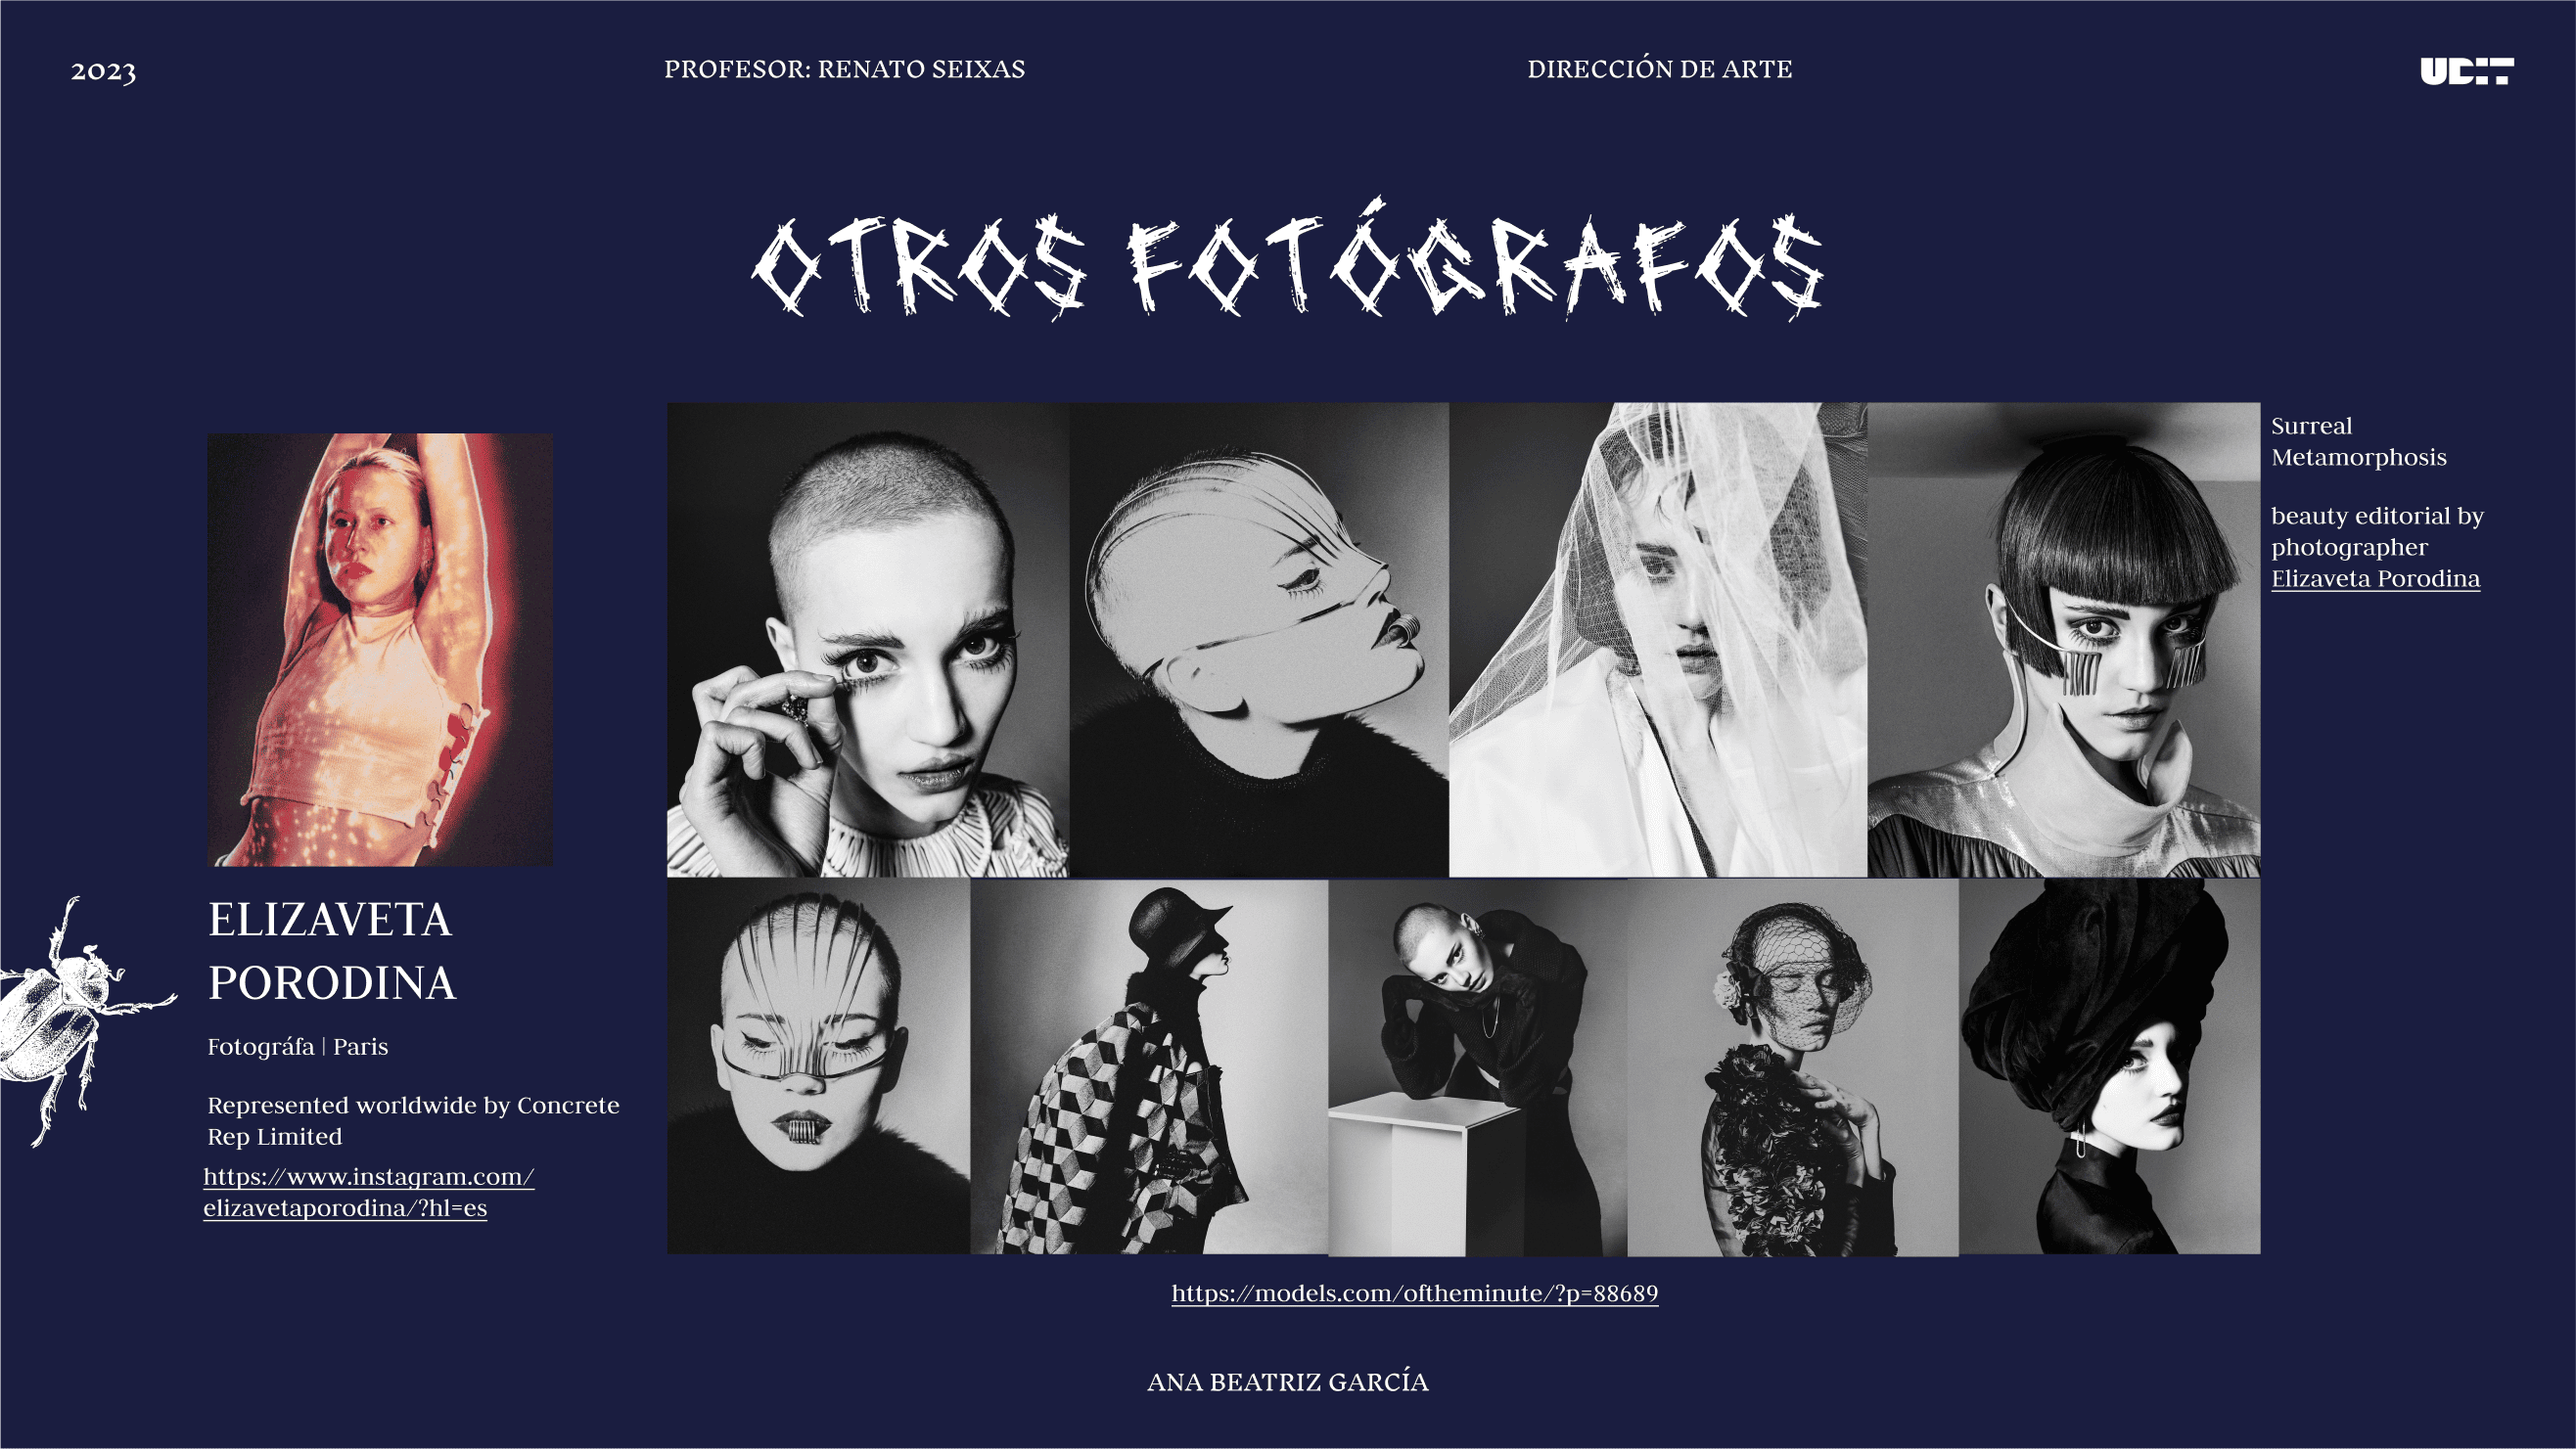 2023
PROFESOR: RENATO SEIXAS
DIRECCIÓN DE ARTE
UDIT
OTROS FOTÓGRAFOS
Surreal
Metamorphosis
beauty editorial by
photographer
Elizaveta Porodina
ELIZAVETA
PORODINA
Fotográfa | Paris
Represented worldwide by Concrete
Rep Limited
https://www.instagram.com/
elizavetaporodina/?hl=es
https://models.com/oftheminute/?p=88689
ANA BEATRIZ GARCÍA